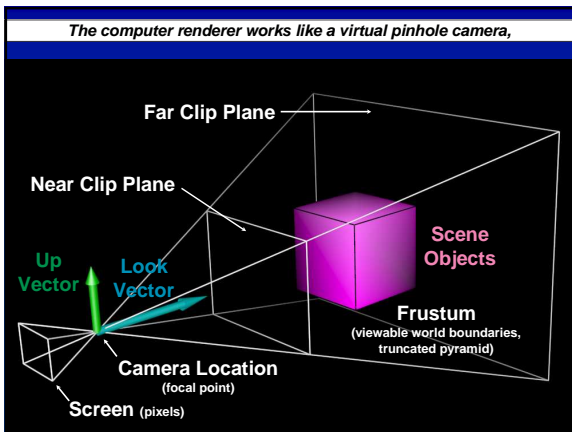 The computer renderer works like a virtual pinhole camera,
Far Clip Plane
Near Clip Plane
Scene
Objects
Up
Vector
Look
Vector
Frustum
(viewable world boundaries,
truncated pyramid)
Camera Location
(focal point)
Screen (pixels)